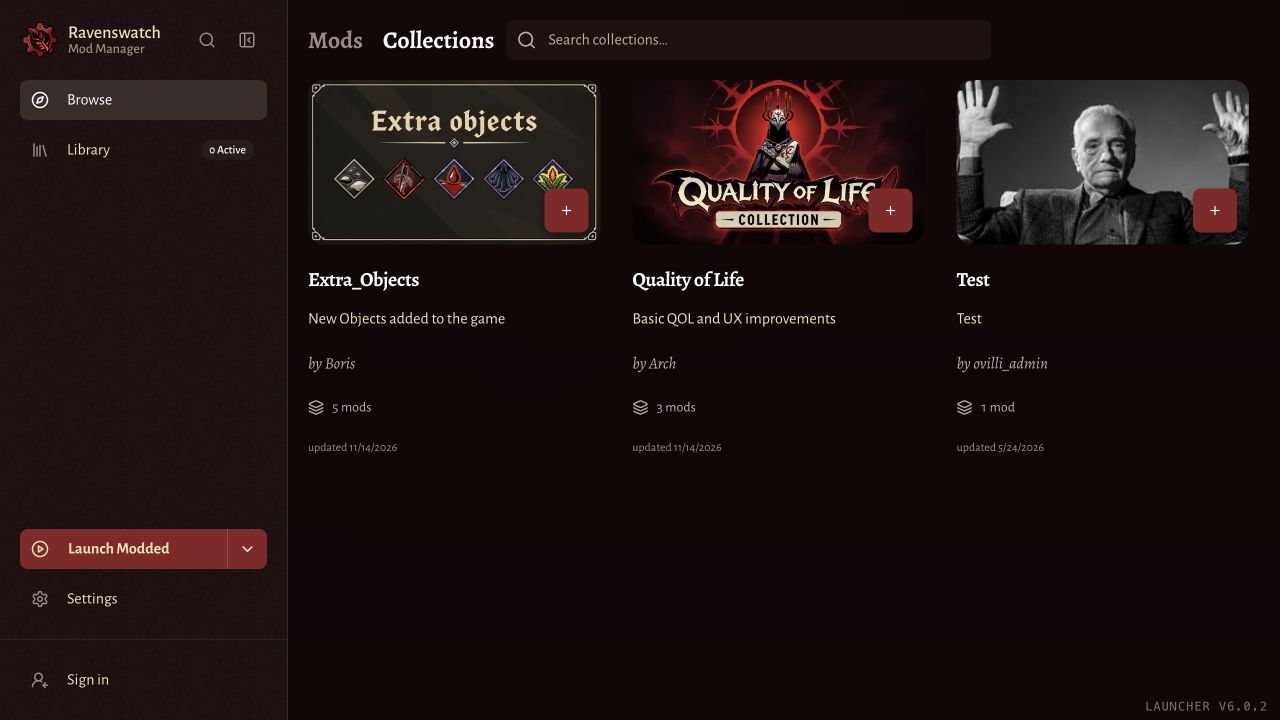 Ravenswatch
Mod Manager
Browse
Library
0 Active
Launch Modded
Settings
Sign in
Mods
Collections
Search collections...
Extra objects
Extra_Objects
New Objects added to the game
by Boris
5 mods
updated 11/14/2026
QUALITY OF LIFE
COLLECTION
Quality of Life
Basic QOL and UX improvements
by Arch
3 mods
updated 11/14/2026
Test
Test
by ovilli_admin
1 mod
updated 5/24/2026
LAUNCHER V6.0.2